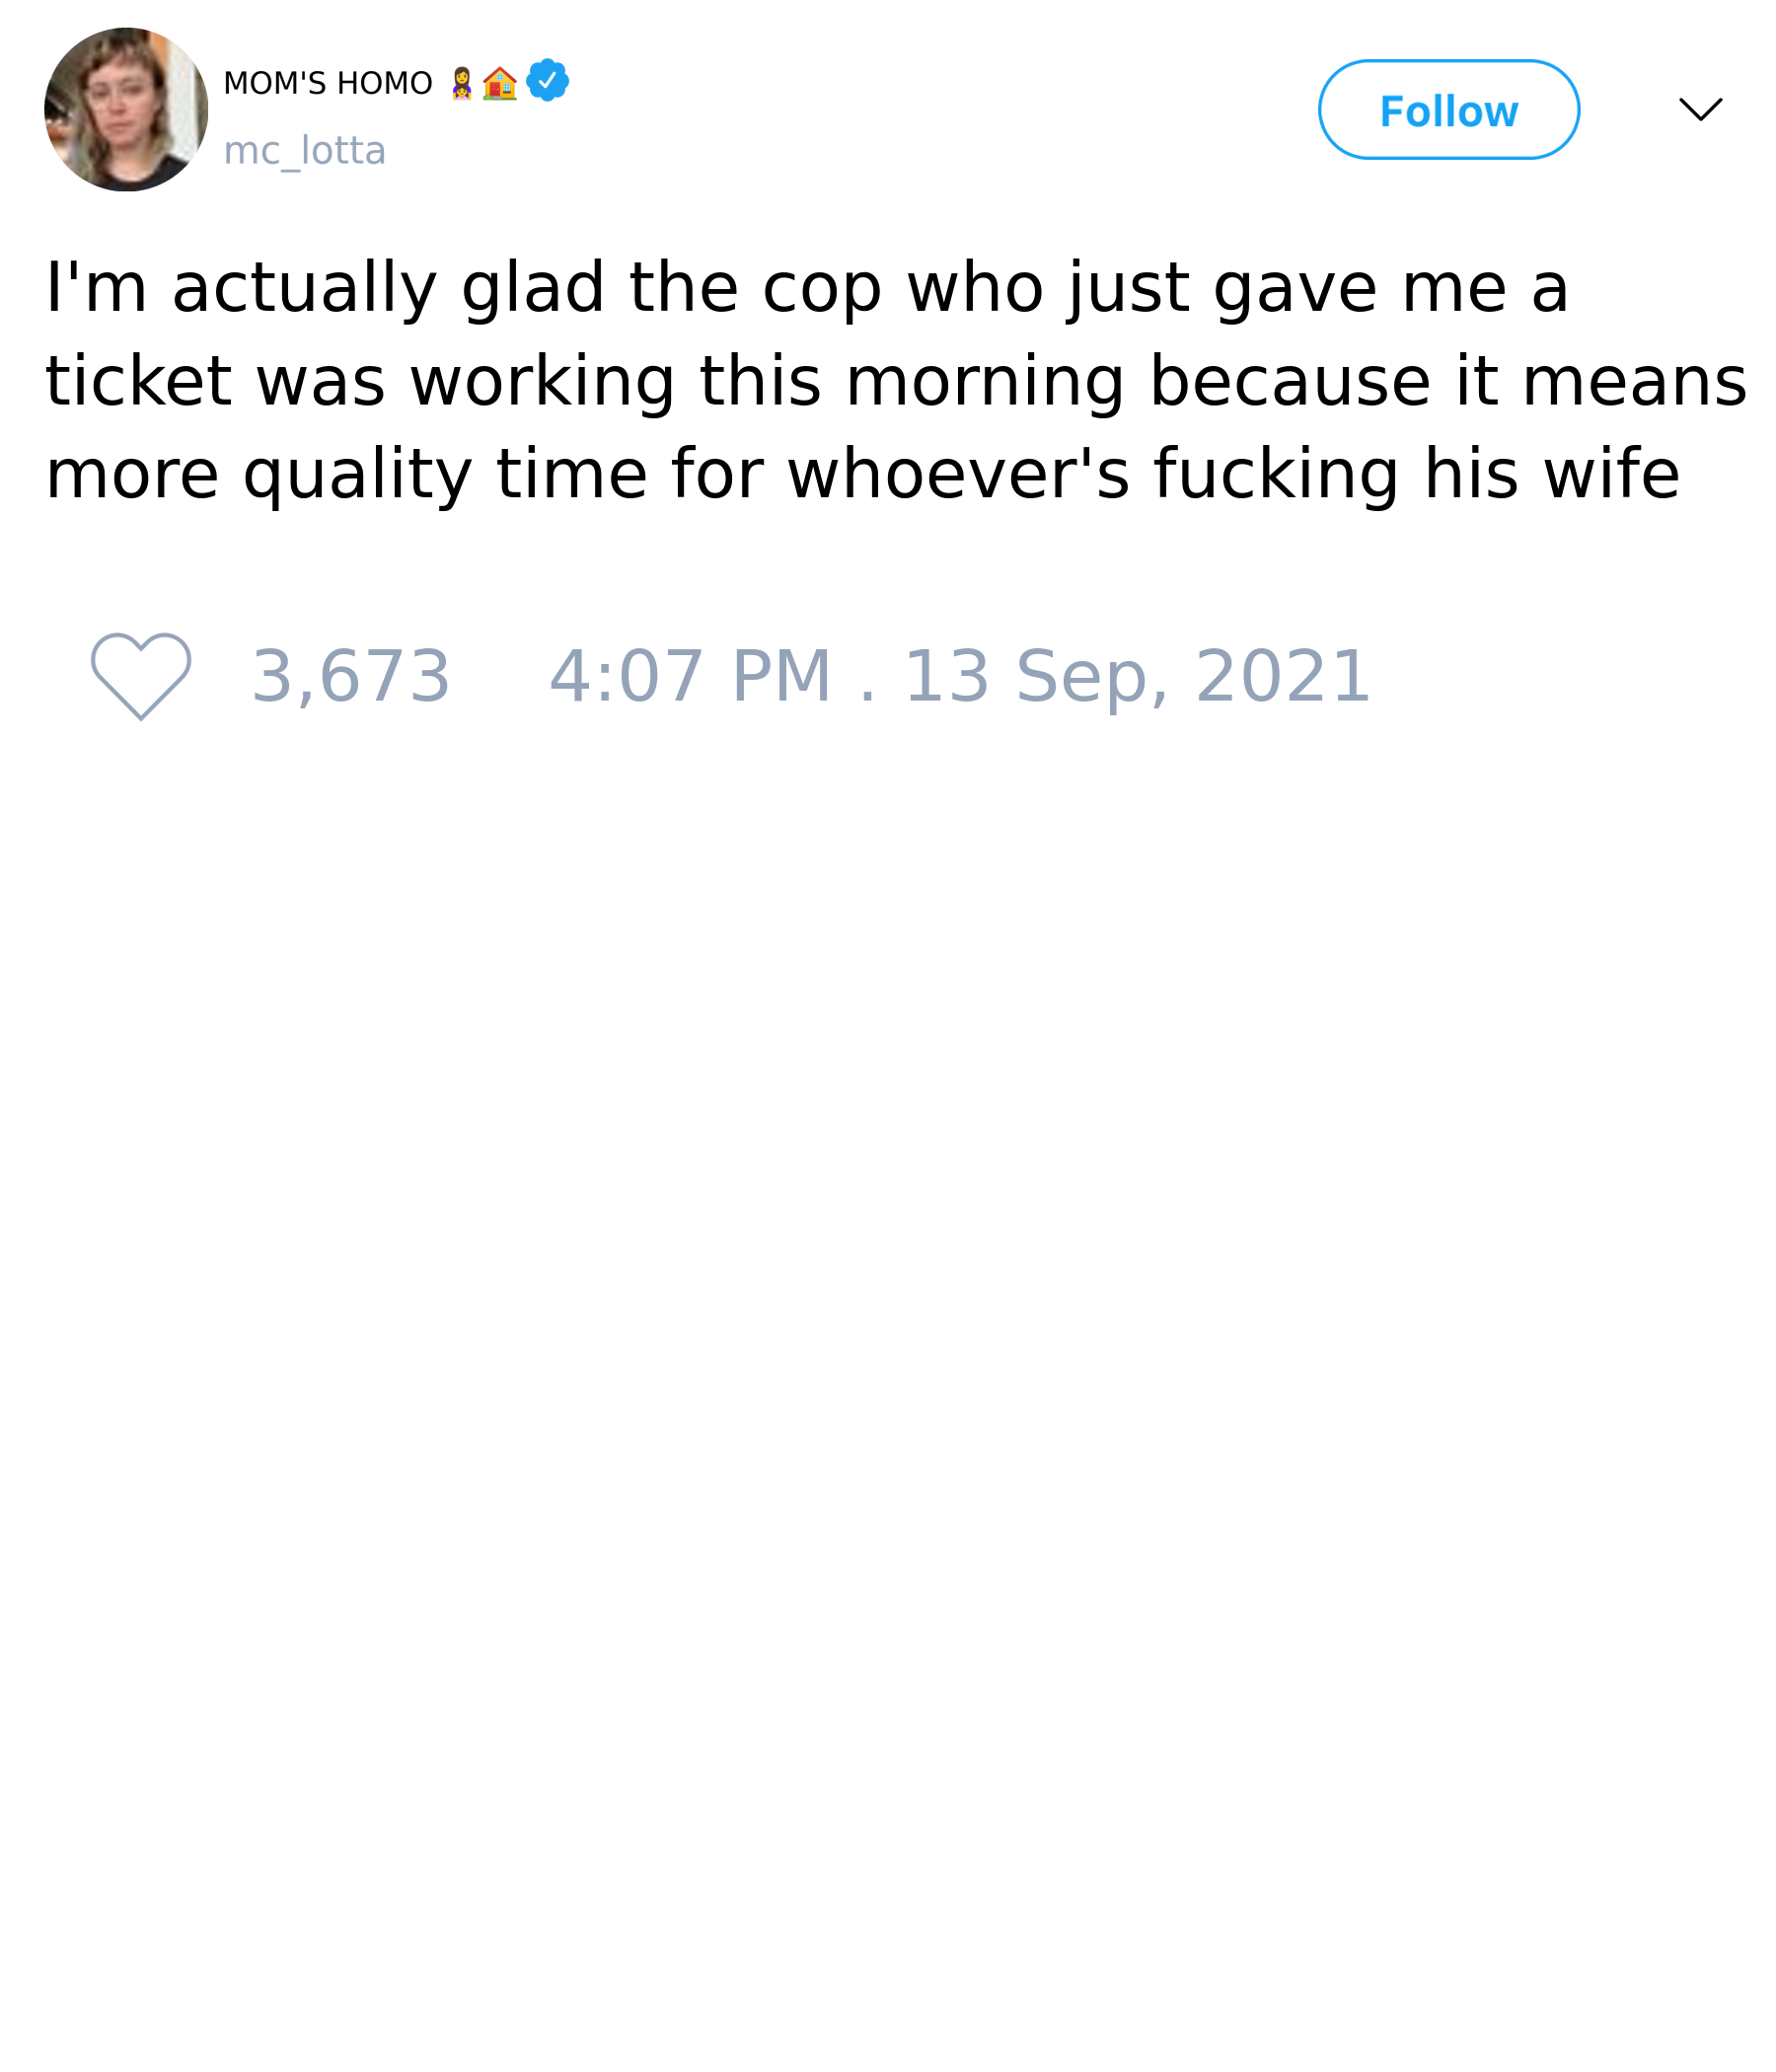 MOM'S HOMO 👩‍👧🏠
mc_lotta
Follow
I'm actually glad the cop who just gave me a
ticket was working this morning because it means
more quality time for whoever's fucking his wife
3,673 4:07 PM . 13 Sep, 2021